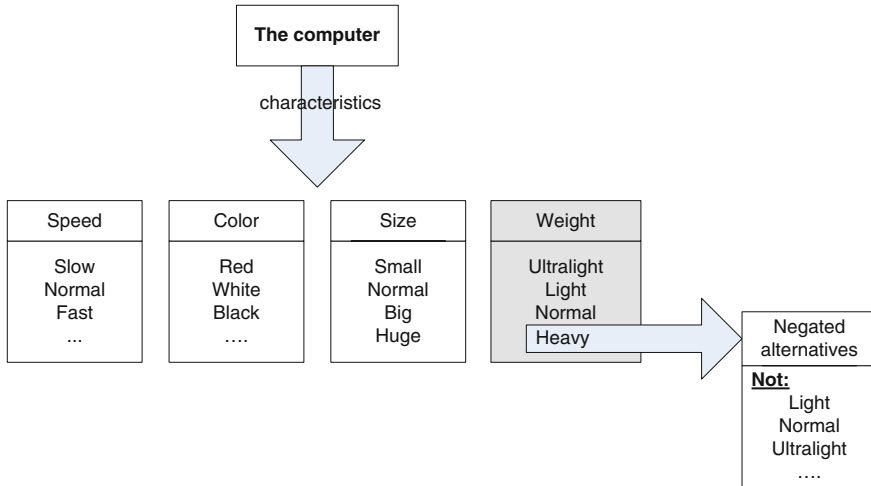 The computer
characteristics
Speed
Slow
Normal
Fast
...
Color
Red
White
Black
....
Size
Small
Normal
Big
Huge
Weight
Ultralight
Light
Normal
Heavy
Negated
alternatives
Not:
Light
Normal
Ultralight
....